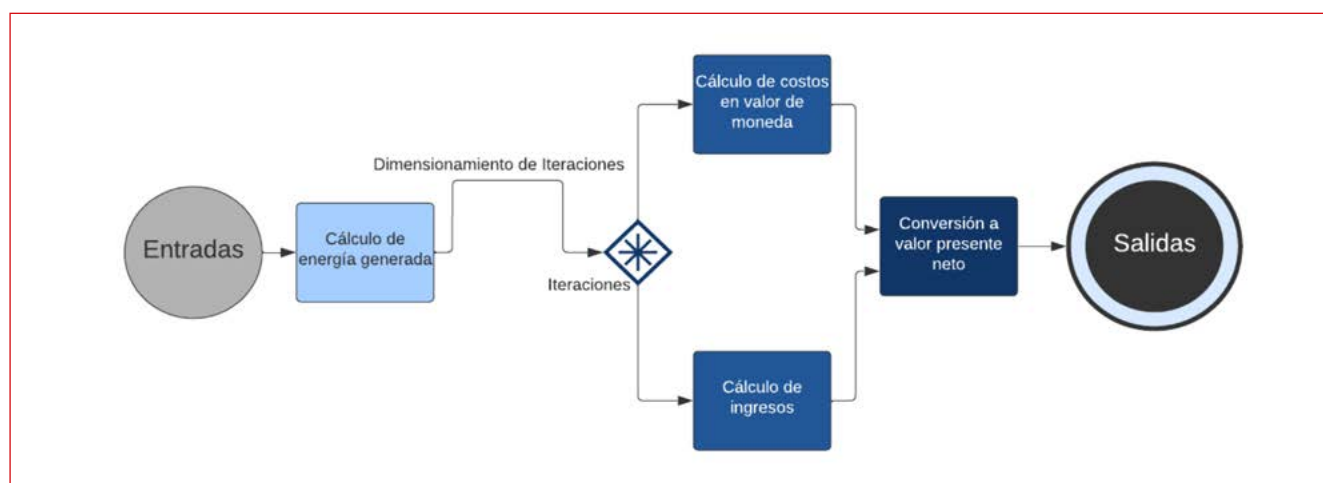 Entradas
Cálculo de
energía generada
Dimensionamiento de Iteraciones
Iteraciones
Cálculo de costos
en valor de
moneda
Cálculo de
ingresos
Conversión a
valor presente
neto
Salidas